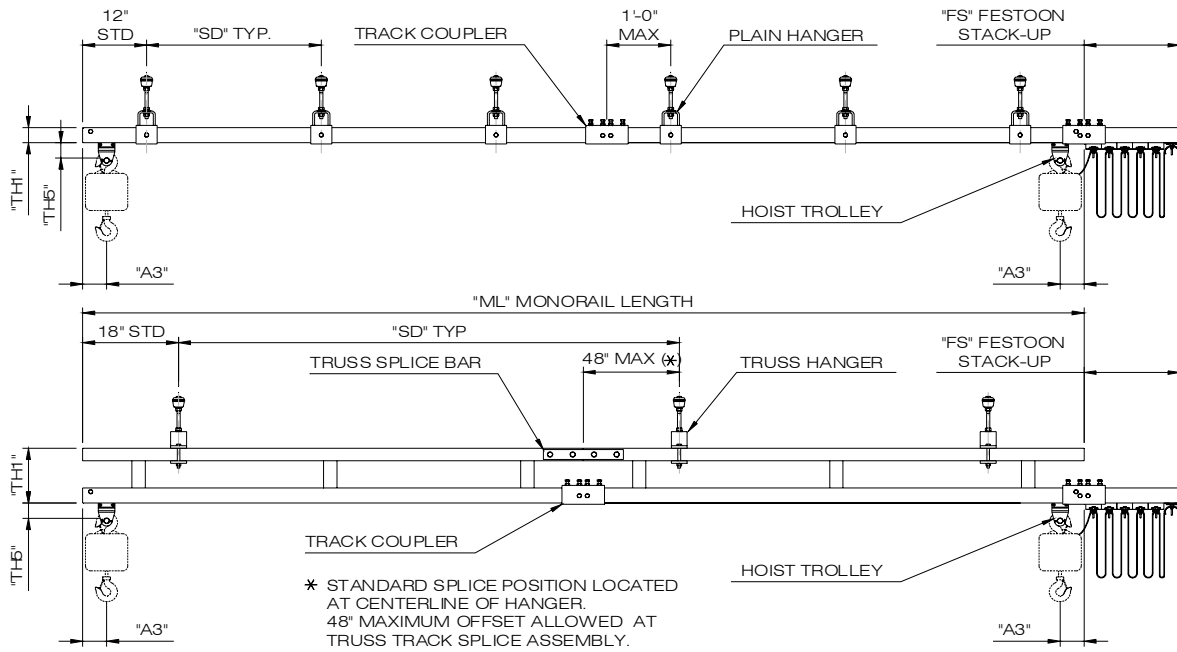 12"
STD
"SD" TYP.
TRACK COUPLER
1'-0"
MAX
PLAIN HANGER
"FS" FESTOON
STACK-UP
"TH1"
"TH5"
HOIST TROLLEY
"A3"
"A3"
"ML" MONORAIL LENGTH
18" STD
"SD" TYP
TRUSS SPLICE BAR
48" MAX (*)
TRUSS HANGER
"FS" FESTOON
STACK-UP
"TH1"
"TH5"
TRACK COUPLER
HOIST TROLLEY
* STANDARD SPLICE POSITION LOCATED
AT CENTERLINE OF HANGER.
48" MAXIMUM OFFSET ALLOWED AT
TRUSS TRACK SPLICE ASSEMBLY.
"A3"
"A3"